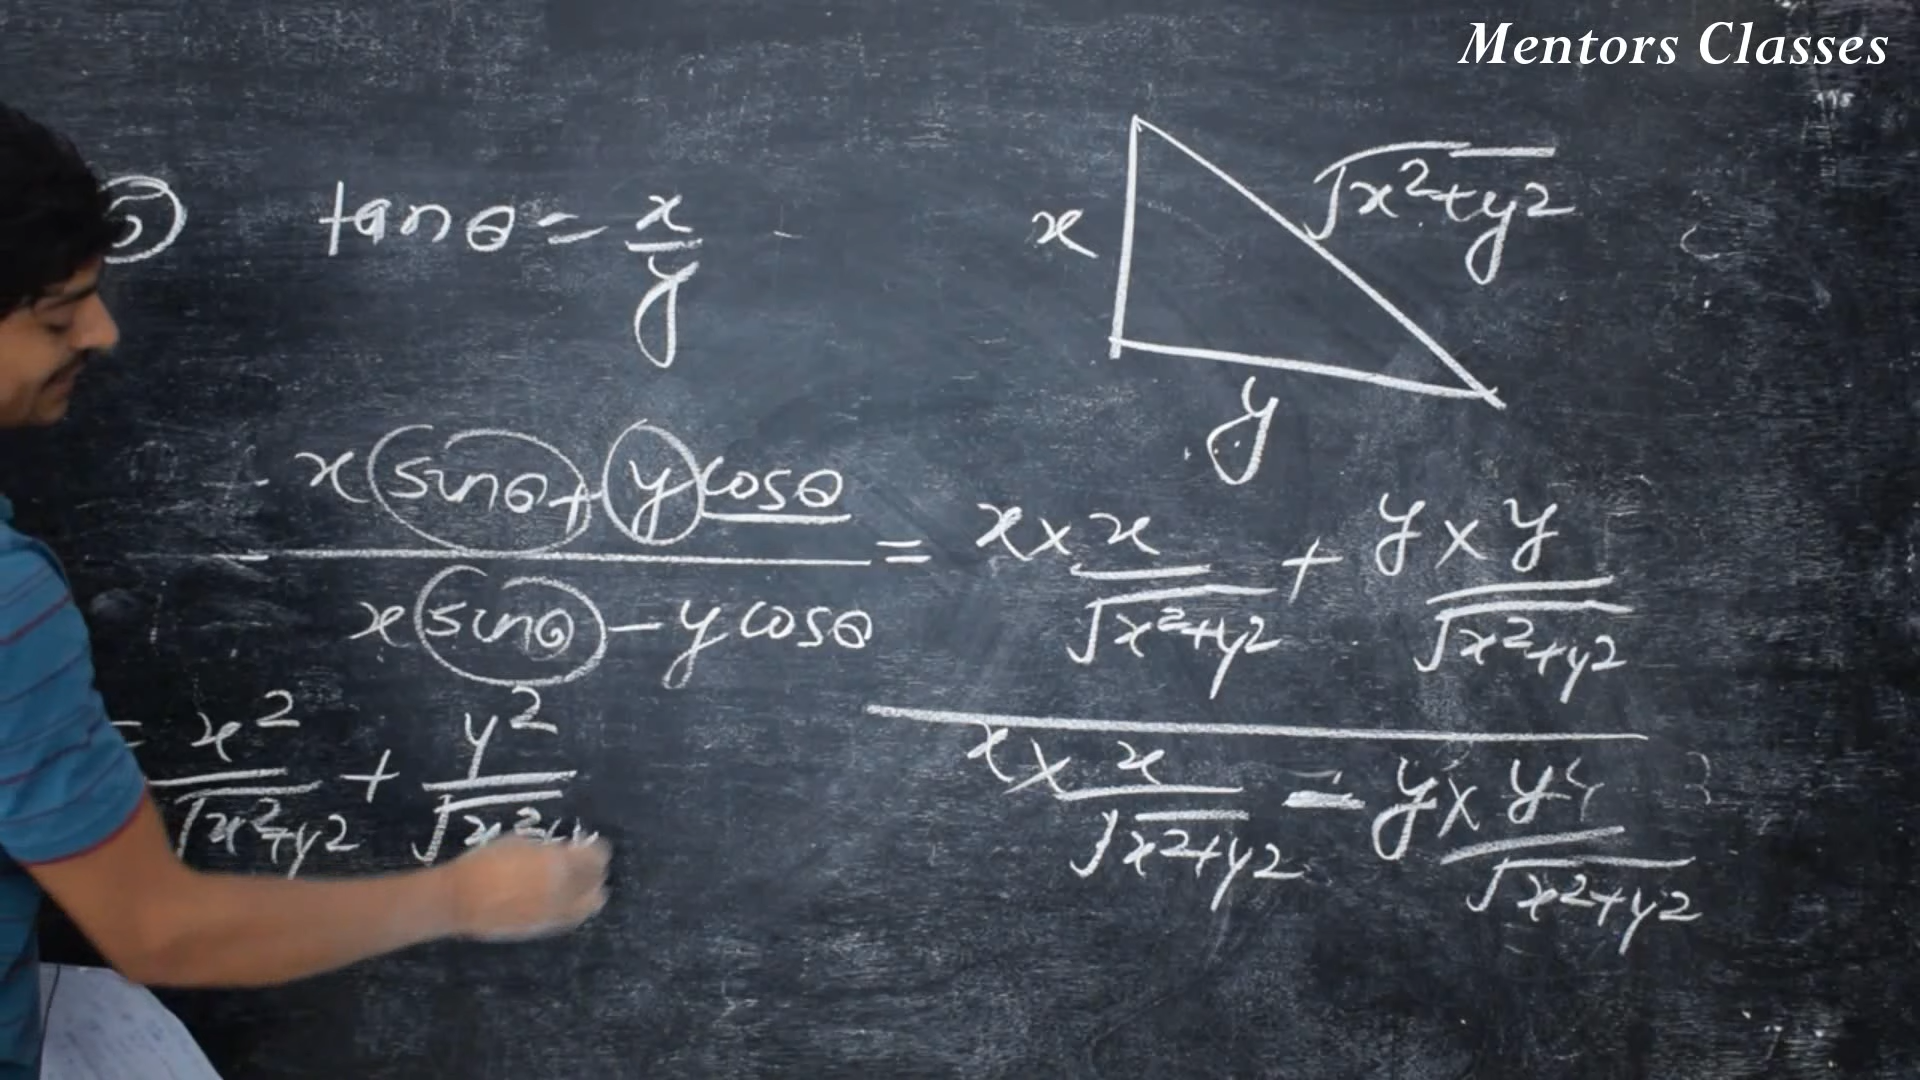 Mentors Classes
tanθ = x/y
x
√x²+y²
y
x sinθ + y cosθ / x sinθ - y cosθ = x × x/√x²+y² + y × y/√x²+y² / x × x/√x²+y² - y × y/√x²+y²
= x²/√x²+y² + y²/